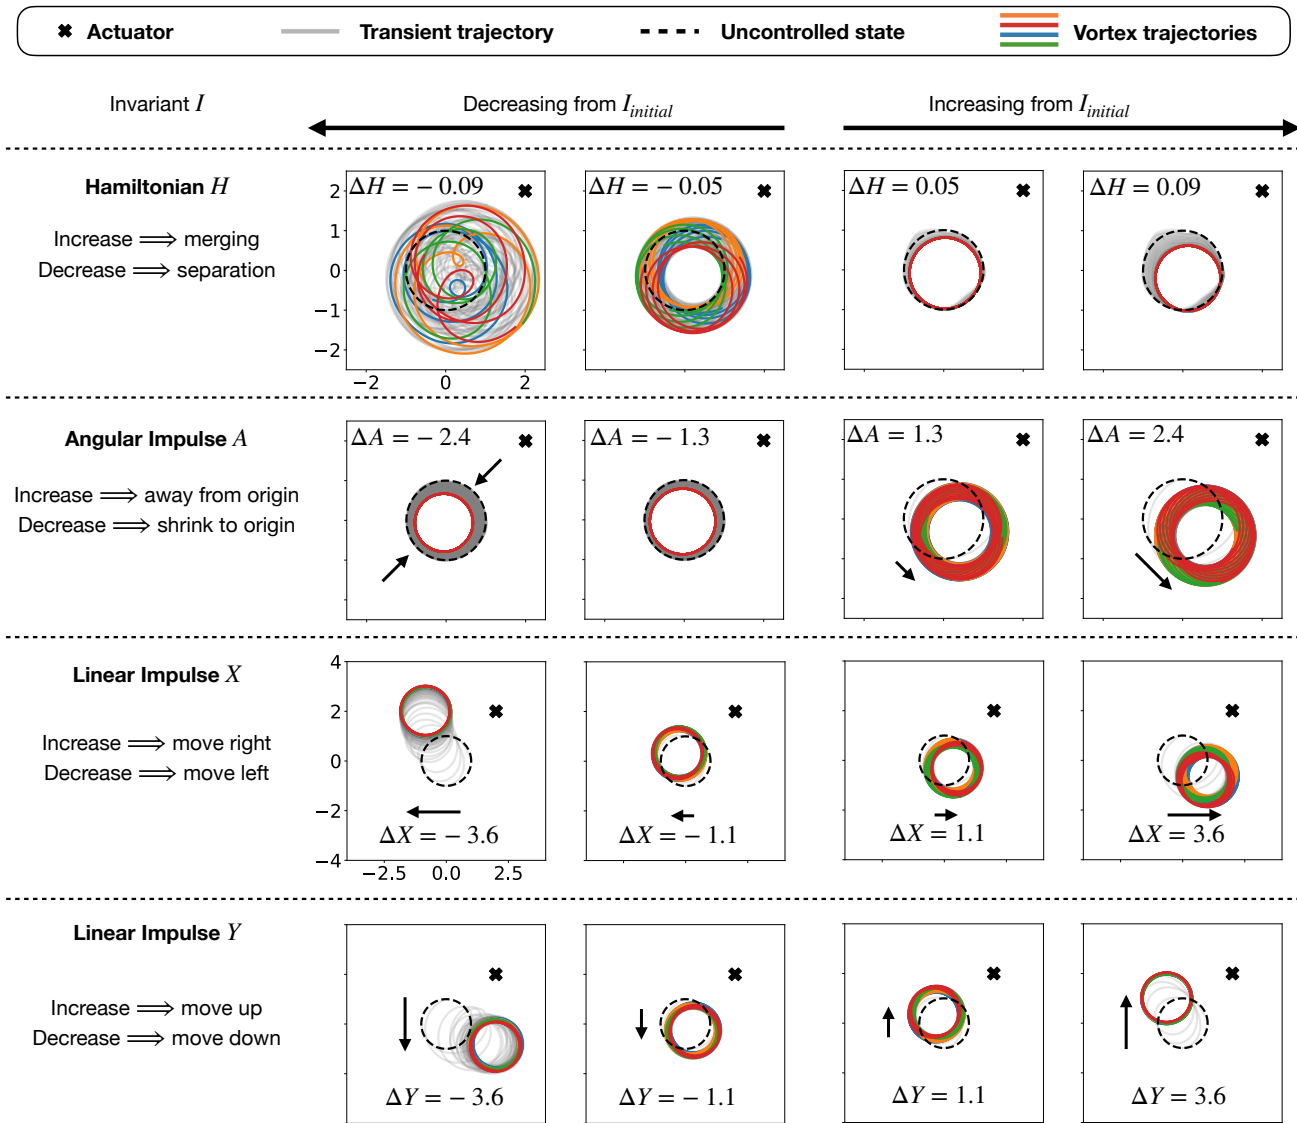 Actuator
Transient trajectory
Uncontrolled state
Vortex trajectories
Invariant I
Decreasing from I_initial
Increasing from I_initial
Hamiltonian H
Increase ⟹ merging
Decrease ⟹ separation
ΔH = − 0.09
ΔH = − 0.05
ΔH = 0.05
ΔH = 0.09
2
1
0
−1
−2
−2 0 2
Angular Impulse A
Increase ⟹ away from origin
Decrease ⟹ shrink to origin
ΔA = − 2.4
ΔA = − 1.3
ΔA = 1.3
ΔA = 2.4
Linear Impulse X
Increase ⟹ move right
Decrease ⟹ move left
4
2
0
−2
−4
−2.5 0.0 2.5
ΔX = − 3.6
ΔX = − 1.1
ΔX = 1.1
ΔX = 3.6
Linear Impulse Y
Increase ⟹ move up
Decrease ⟹ move down
ΔY = − 3.6
ΔY = − 1.1
ΔY = 1.1
ΔY = 3.6